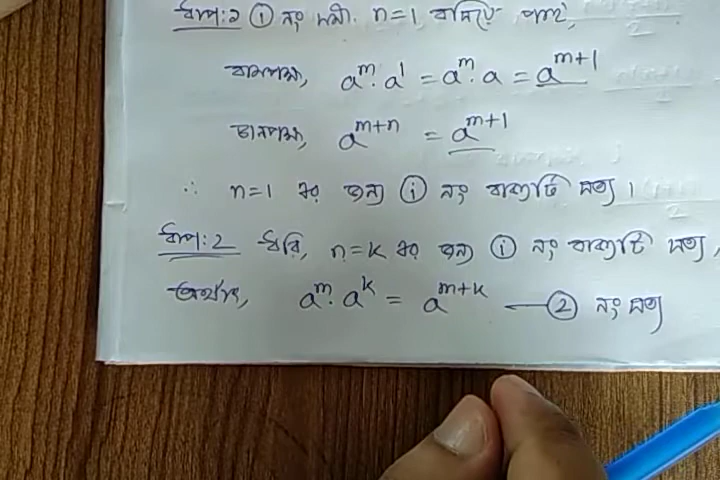 ধাপ:১ ① নং সমী. n=1 বসিয়ে পাই,
বামপক্ষ, aᵐ·a¹ = aᵐ·a = aᵐ⁺¹
ডানপক্ষ, aᵐ⁺ⁿ = aᵐ⁺¹
∴ n=1 এর জন্য ① নং বাক্যটি সত্য।
ধাপ:2 ধরি, n=k এর জন্য ① নং বাক্যটি সত্য,
অর্থাৎ, aᵐ·aᵏ = aᵐ⁺ᵏ —② নং সত্য